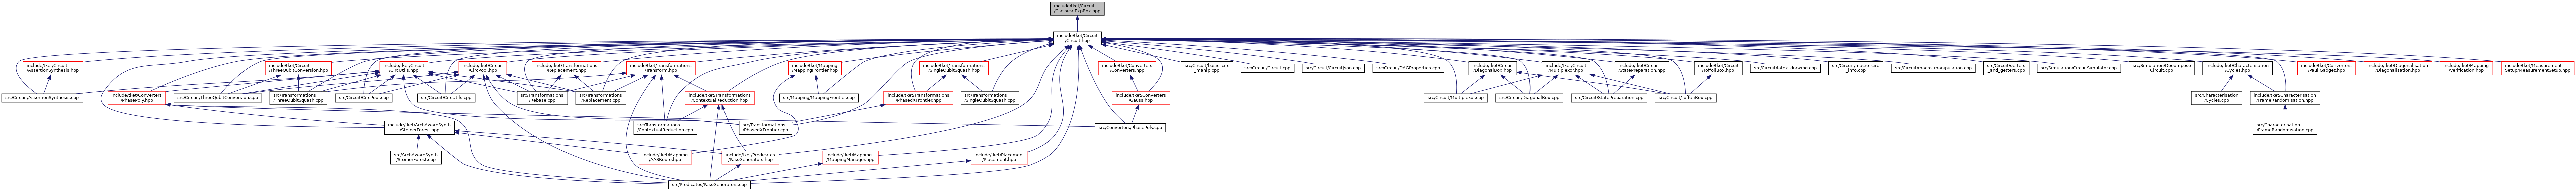 include/tket/Circuit
/ClassicalExpBox.hpp
include/tket/Circuit
/Circuit.hpp
include/tket/Circuit
/AssertionSynthesis.hpp
include/tket/Circuit
/ThreeQubitConversion.hpp
include/tket/Circuit
/CircUtils.hpp
include/tket/Circuit
/CircPool.hpp
include/tket/Transformations
/Replacement.hpp
include/tket/Transformations
/Transform.hpp
include/tket/Mapping
/MappingFrontier.hpp
include/tket/Transformations
/SingleQubitSquash.hpp
include/tket/Converters
/Converters.hpp
src/Circuit/basic_circ
_manip.cpp
src/Circuit/Circuit.cpp
src/Circuit/CircuitJson.cpp
src/Circuit/DAGProperties.cpp
include/tket/Circuit
/DiagonalBox.hpp
include/tket/Circuit
/Multiplexor.hpp
include/tket/Circuit
/StatePreparation.hpp
include/tket/Circuit
/ToffoliBox.hpp
src/Circuit/latex_drawing.cpp
src/Circuit/macro_circ
_info.cpp
src/Circuit/macro_manipulation.cpp
src/Circuit/setters
_and_getters.cpp
src/Simulation/CircuitSimulator.cpp
src/Simulation/Decompose
Circuit.cpp
include/tket/Characterisation
/Cycles.hpp
include/tket/Converters
/PauliGadget.hpp
include/tket/Diagonalisation
/Diagonalisation.hpp
include/tket/Mapping
/Verification.hpp
include/tket/Measurement
Setup/MeasurementSetup.hpp
src/Circuit/AssertionSynthesis.cpp
include/tket/Converters
/PhasePoly.hpp
src/Circuit/ThreeQubitConversion.cpp
src/Transformations
/ThreeQubitSquash.cpp
src/Circuit/CircPool.cpp
src/Circuit/CircUtils.cpp
src/Transformations
/Rebase.cpp
src/Transformations
/Replacement.cpp
include/tket/Transformations
/ContextualReduction.hpp
src/Mapping/MappingFrontier.cpp
include/tket/Transformations
/PhasedXFrontier.hpp
src/Transformations
/SingleQubitSquash.cpp
include/tket/Converters
/Gauss.hpp
src/Circuit/Multiplexor.cpp
src/Circuit/DiagonalBox.cpp
src/Circuit/StatePreparation.cpp
src/Circuit/ToffoliBox.cpp
src/Characterisation
/Cycles.cpp
include/tket/Characterisation
/FrameRandomisation.hpp
include/tket/ArchAwareSynth
/SteinerForest.hpp
src/Transformations
/ContextualReduction.cpp
src/Transformations
/PhasedXFrontier.cpp
src/Converters/PhasePoly.cpp
src/Characterisation
/FrameRandomisation.cpp
src/ArchAwareSynth
/SteinerForest.cpp
include/tket/Mapping
/AASRoute.hpp
include/tket/Predicates
/PassGenerators.hpp
include/tket/Mapping
/MappingManager.hpp
include/tket/Placement
/Placement.hpp
src/Predicates/PassGenerators.cpp